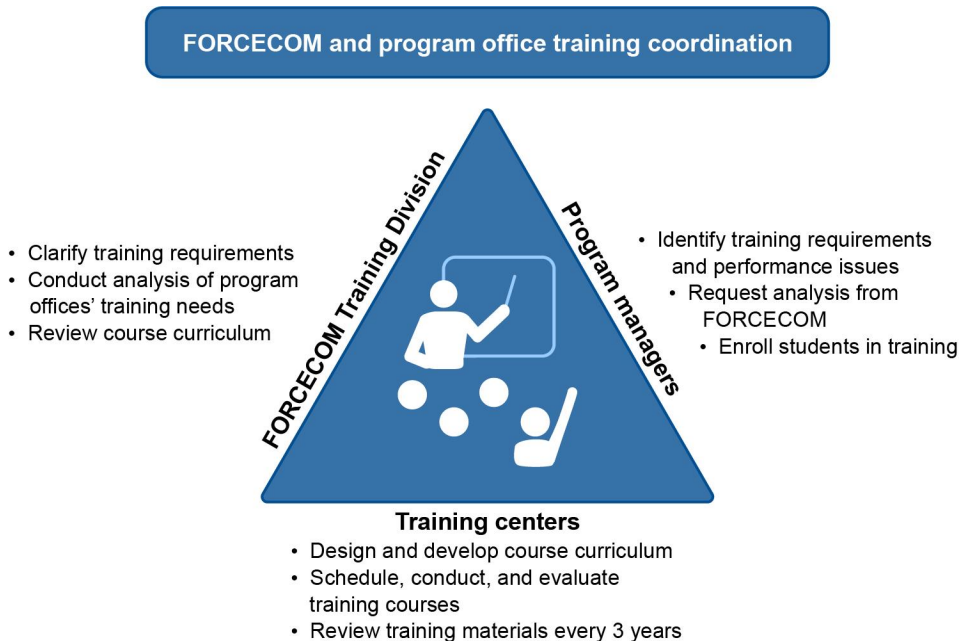 FORCECOM and program office training coordination
FORCECOM Training Division
• Clarify training requirements
• Conduct analysis of program
offices’ training needs
• Review course curriculum
Program managers
• Identify training requirements
and performance issues
• Request analysis from
FORCECOM
• Enroll students in training
Training centers
• Design and develop course curriculum
• Schedule, conduct, and evaluate
training courses
• Review training materials every 3 years